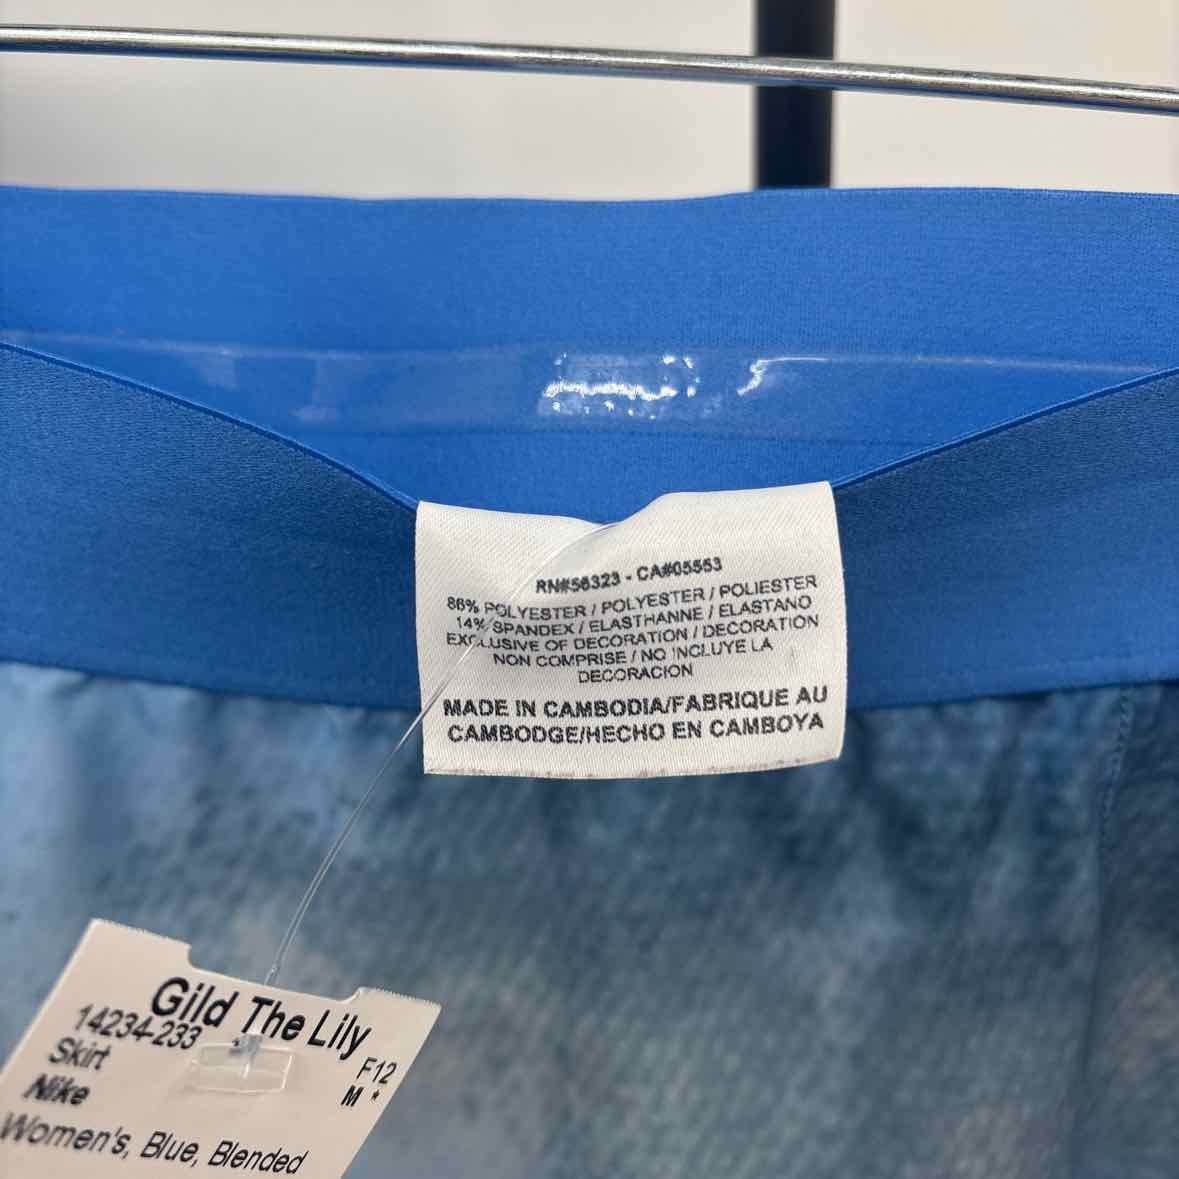 RN#56323 - CA#05553
86% POLYESTER / POLYESTER / POLIESTER
14% SPANDEX / ELASTHANNE / ELASTANO
EXCLUSIVE OF DECORATION / DECORATION
NON COMPRISE / NO INCLUYE LA
DECORACION
MADE IN CAMBODIA/FABRIQUE AU
CAMBODGE/HECHO EN CAMBOYA
Gild The Lily
14234-233
Skirt F12
Nike M *
Women's, Blue, Blended